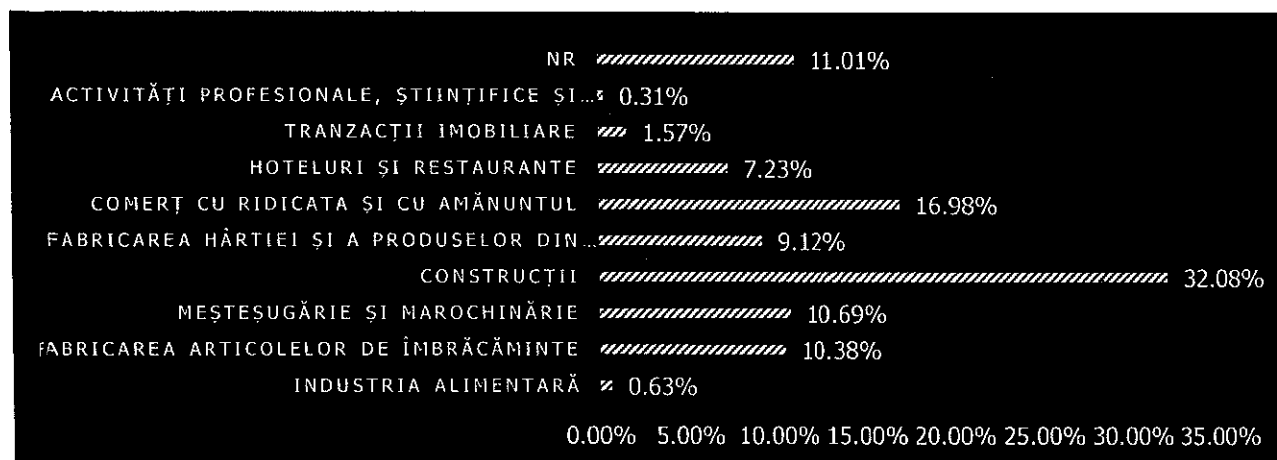 NR 11.01%
ACTIVITĂȚI PROFESIONALE, ȘTIINȚIFICE ȘI... 0.31%
TRANZACȚII IMOBILIARE 1.57%
HOTELURI ȘI RESTAURANTE 7.23%
COMERȚ CU RIDICATA ȘI CU AMĂNUNTUL 16.98%
FABRICAREA HÂRTIEI ȘI A PRODUSELOR DIN... 9.12%
CONSTRUCȚII 32.08%
MEȘTEȘUGĂRIE ȘI MAROCHINĂRIE 10.69%
FABRICAREA ARTICOLELOR DE ÎMBRĂCĂMINTE 10.38%
INDUSTRIA ALIMENTARĂ 0.63%
0.00% 5.00% 10.00% 15.00% 20.00% 25.00% 30.00% 35.00%